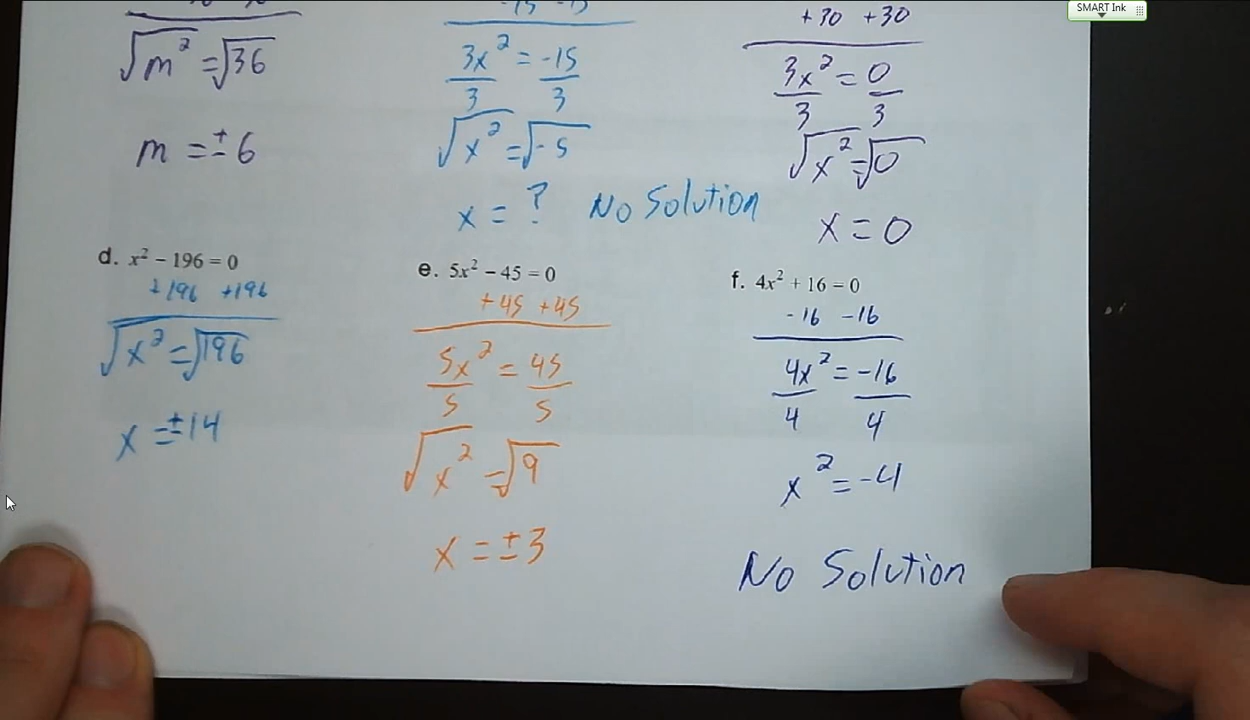 SMART Ink
+30 +30
√m² = √36
m = ±6
3x² = -15
3 3
√x² = √-5
x = ? No Solution
3x² = 0
3 3
√x² = √0
x = 0
d. x² − 196 = 0
+196 +196
√x² = √196
x = ±14
e. 5x² − 45 = 0
+45 +45
5x² = 45
5 5
√x² = √9
x = ±3
f. 4x² + 16 = 0
-16 -16
4x² = -16
4 4
x² = -4
No Solution